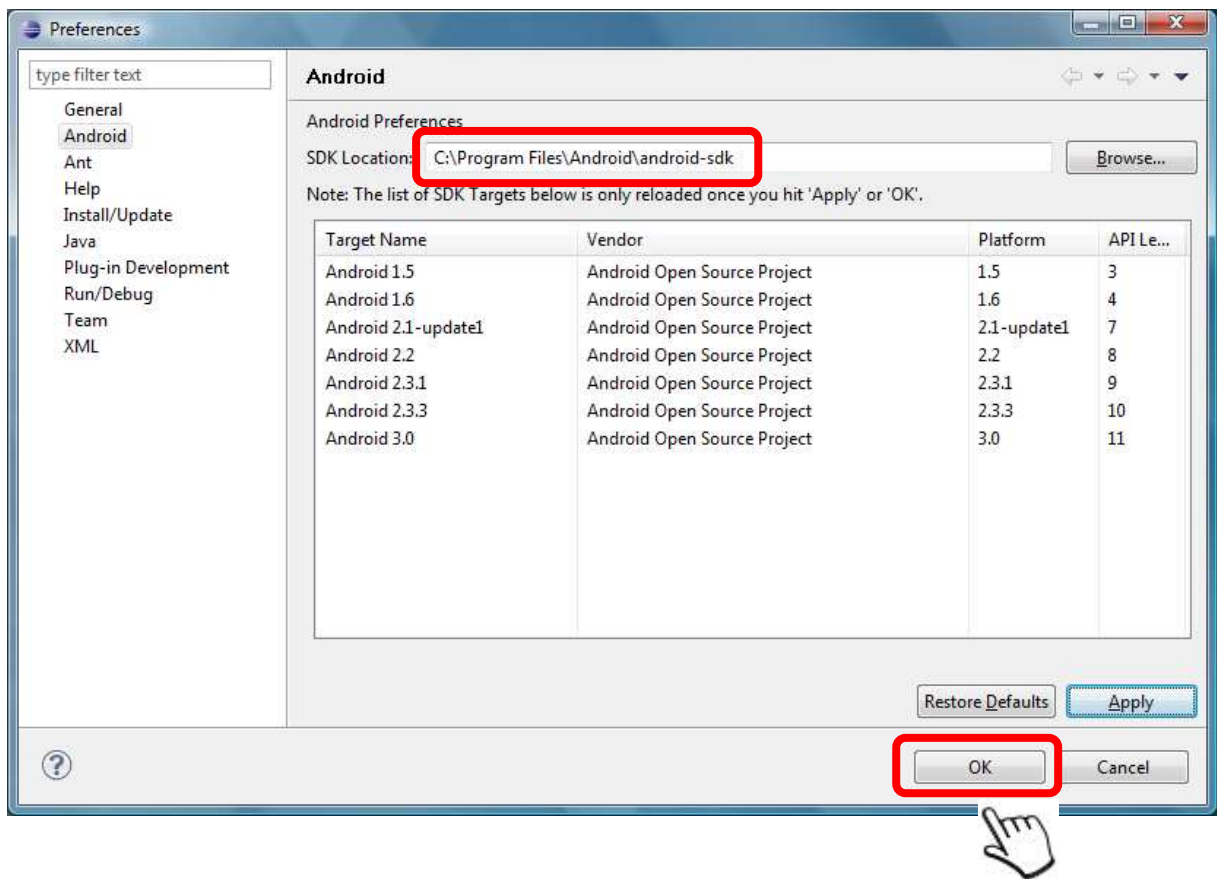 Preferences
type filter text
General
Android
Ant
Help
Install/Update
Java
Plug-in Development
Run/Debug
Team
XML
Android
Android Preferences
SDK Location: C:\Program Files\Android\android-sdk Browse...
Note: The list of SDK Targets below is only reloaded once you hit 'Apply' or 'OK'.
Target Name Vendor Platform API Le...
Android 1.5 Android Open Source Project 1.5 3
Android 1.6 Android Open Source Project 1.6 4
Android 2.1-update1 Android Open Source Project 2.1-update1 7
Android 2.2 Android Open Source Project 2.2 8
Android 2.3.1 Android Open Source Project 2.3.1 9
Android 2.3.3 Android Open Source Project 2.3.3 10
Android 3.0 Android Open Source Project 3.0 11
Restore Defaults Apply
? OK Cancel